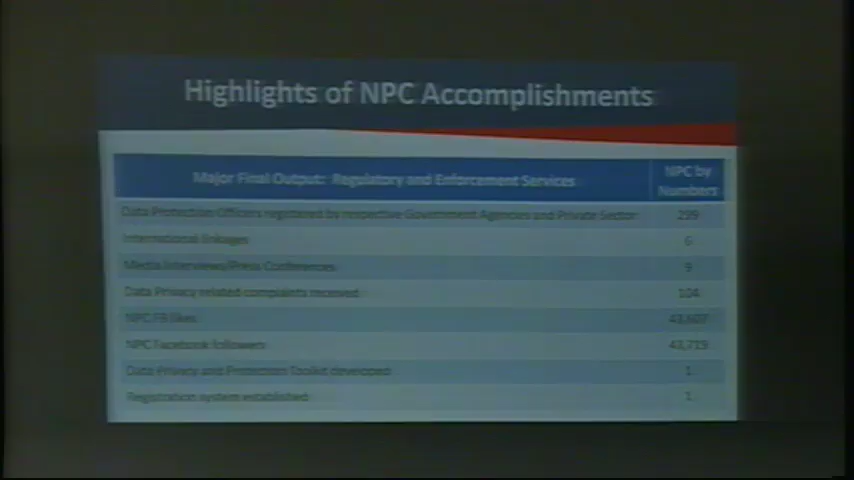 Highlights of NPC Accomplishments
Major Final Output: Regulatory and Enforcement Services
NPC by
Numbers
Data Protection Officers registered by respective Government Agencies and Private Sector
International linkages 6
Media Interviews/Press Conferences 9
Data Privacy related complaints received 104
NPC FB likes
NPC Facebook followers 43,719
Data Privacy and Protection Toolkit developed 1
Registration system established 1